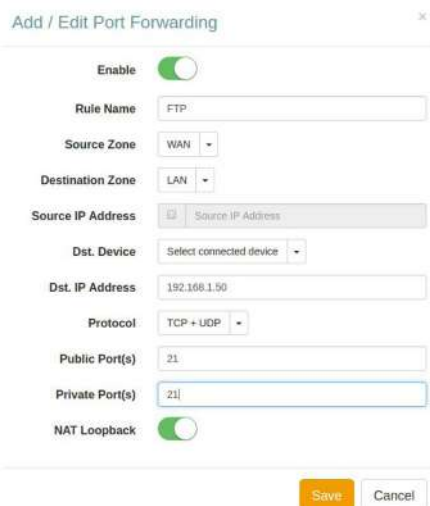 Add / Edit Port Forwarding ×
Enable
Rule Name FTP
Source Zone WAN
Destination Zone LAN
Source IP Address Source IP Address
Dst. Device Select connected device
Dst. IP Address 192.168.1.50
Protocol TCP + UDP
Public Port(s) 21
Private Port(s) 21
NAT Loopback
Save Cancel